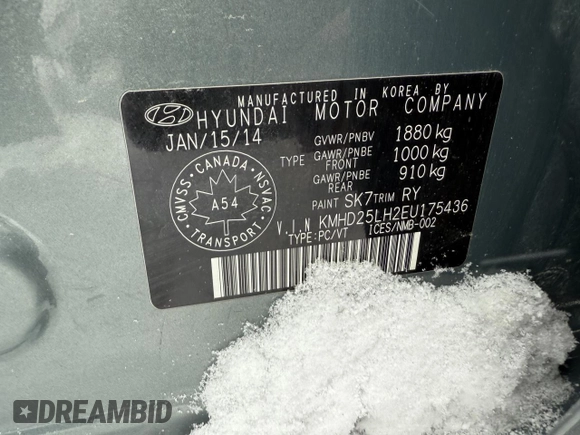 MANUFACTURED IN KOREA BY
HYUNDAI MOTOR COMPANY
JAN/15/14
GVWR/PNBV 1880 kg
TYPE GAWR/PNBE FRONT 1000 kg
GAWR/PNBE REAR 910 kg
PAINT SK7 TRIM RY
CANADA
CMVSS · NSVAC
A54
TRANSPORT
V.I.N KMHD25LH2EU175436
TYPE:PC/VT ICES/NMB-002
DREAMBID